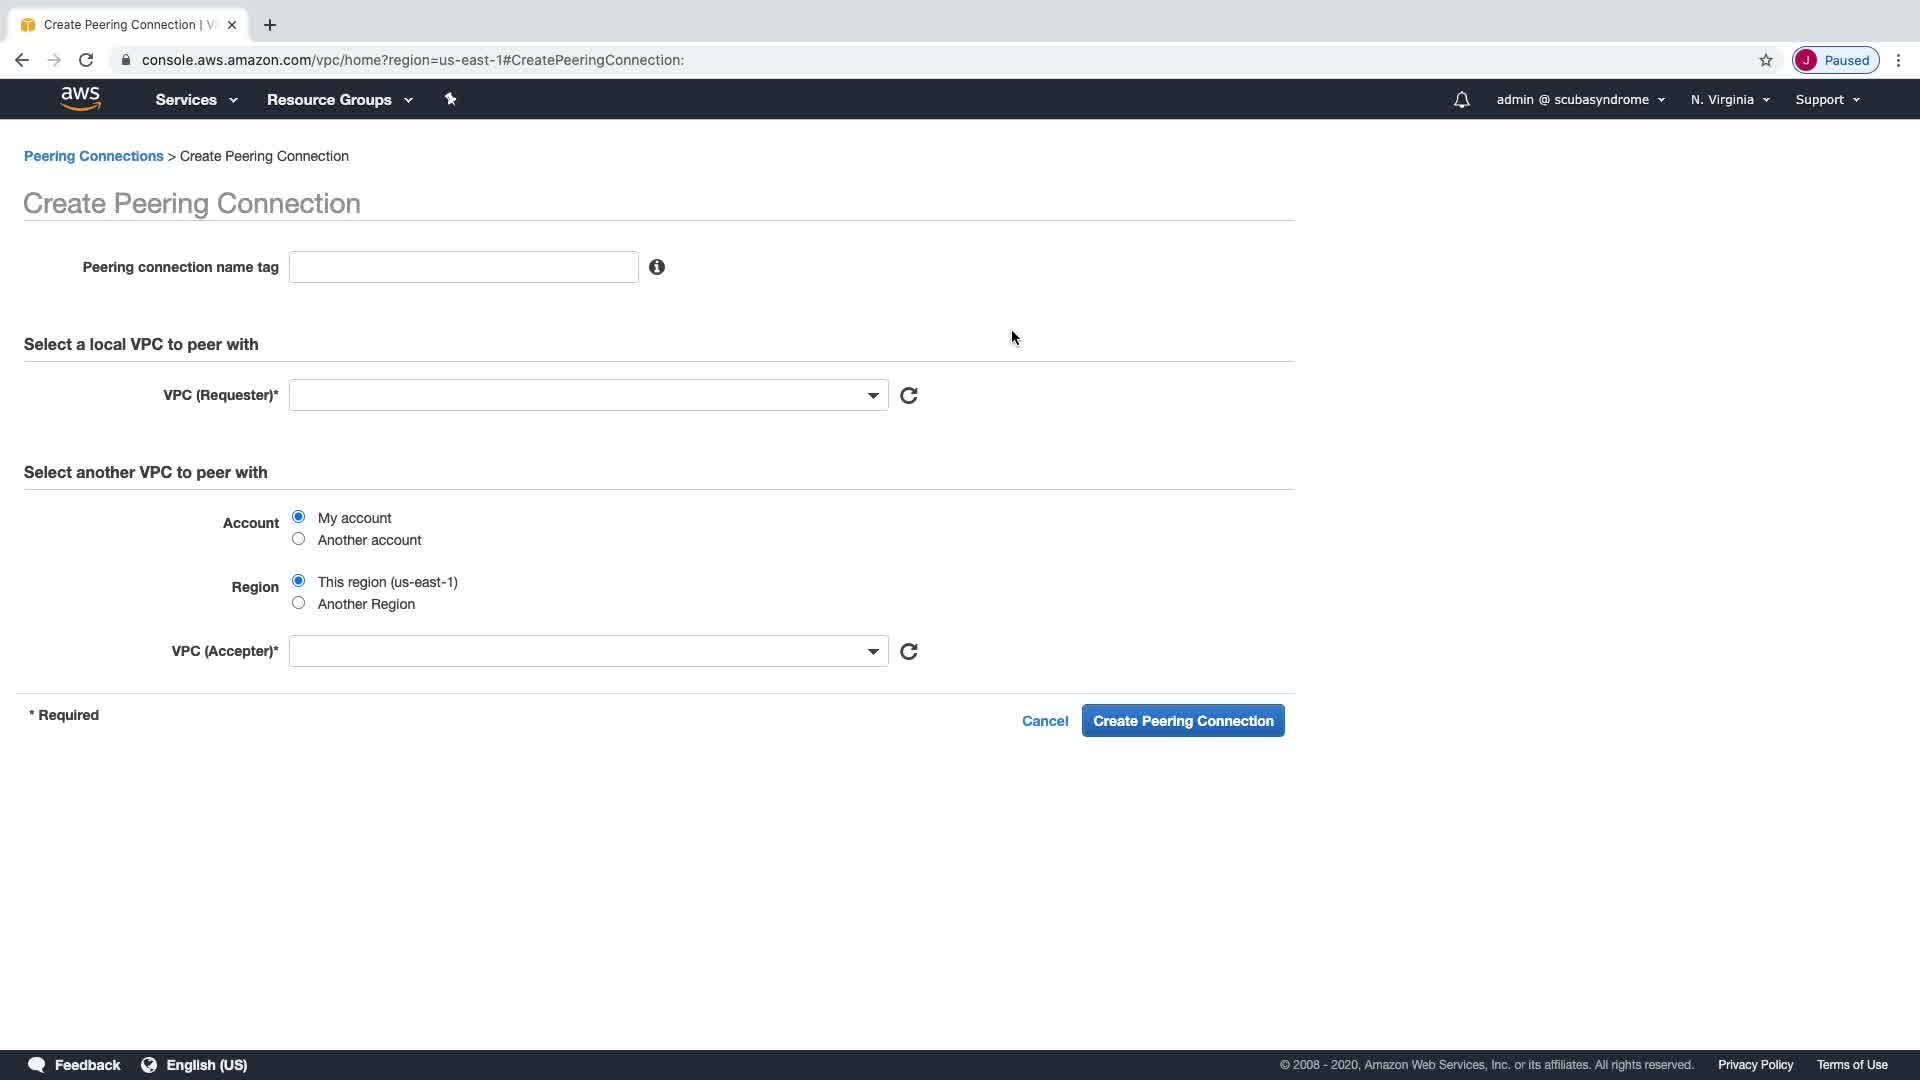 Create Peering Connection | V
console.aws.amazon.com/vpc/home?region=us-east-1#CreatePeeringConnection:
J Paused
aws Services Resource Groups admin @ scubasyndrome N. Virginia Support
Peering Connections > Create Peering Connection
Create Peering Connection
Peering connection name tag
Select a local VPC to peer with
VPC (Requester)*
Select another VPC to peer with
Account My account
Another account
Region This region (us-east-1)
Another Region
VPC (Accepter)*
* Required
Cancel Create Peering Connection
Feedback English (US) © 2008 - 2020, Amazon Web Services, Inc. or its affiliates. All rights reserved. Privacy Policy Terms of Use